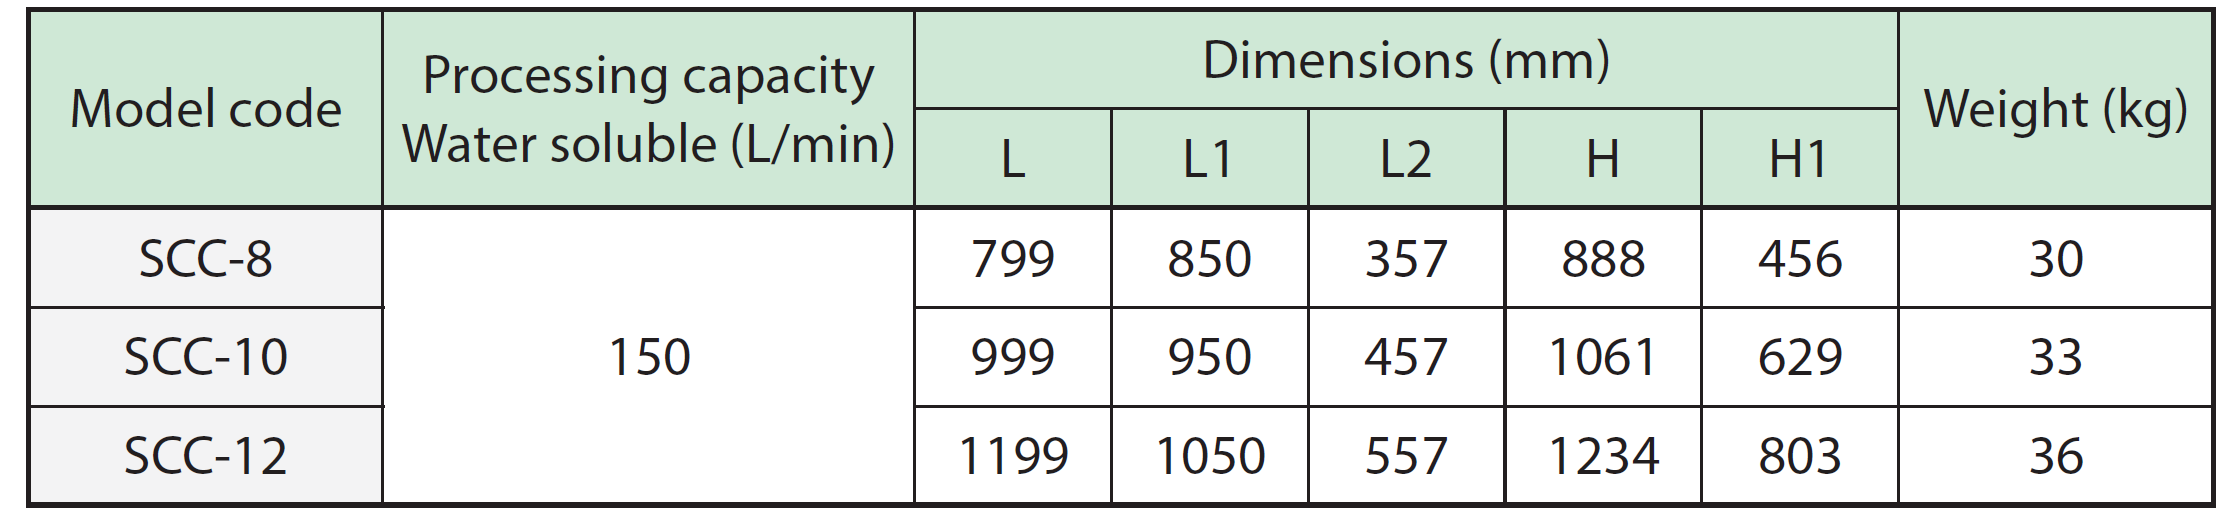 Model code
Processing capacity
Water soluble (L/min)
Dimensions (mm)
Weight (kg)
L L1 L2 H H1
SCC-8 799 850 357 888 456 30
SCC-10 150 999 950 457 1061 629 33
SCC-12 1199 1050 557 1234 803 36